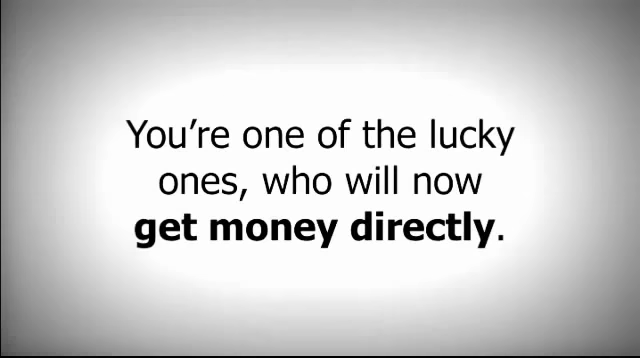 You’re one of the lucky
ones, who will now
get money directly.